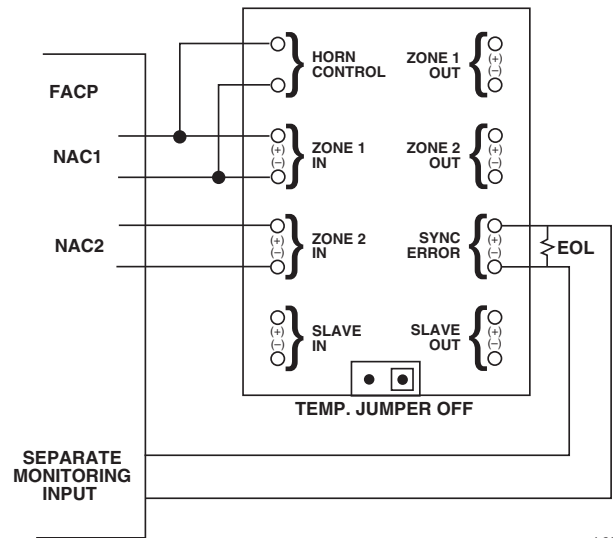 FACP
NAC1
NAC2
SEPARATE
MONITORING
INPUT
HORN
CONTROL
(+)
(−)
ZONE 1
IN
(+)
(−)
ZONE 2
IN
(+)
(−)
SLAVE
IN
ZONE 1
OUT
(+)
(−)
ZONE 2
OUT
(+)
(−)
SYNC
ERROR
(+)
(−)
EOL
SLAVE
OUT
(+)
(−)
TEMP. JUMPER OFF